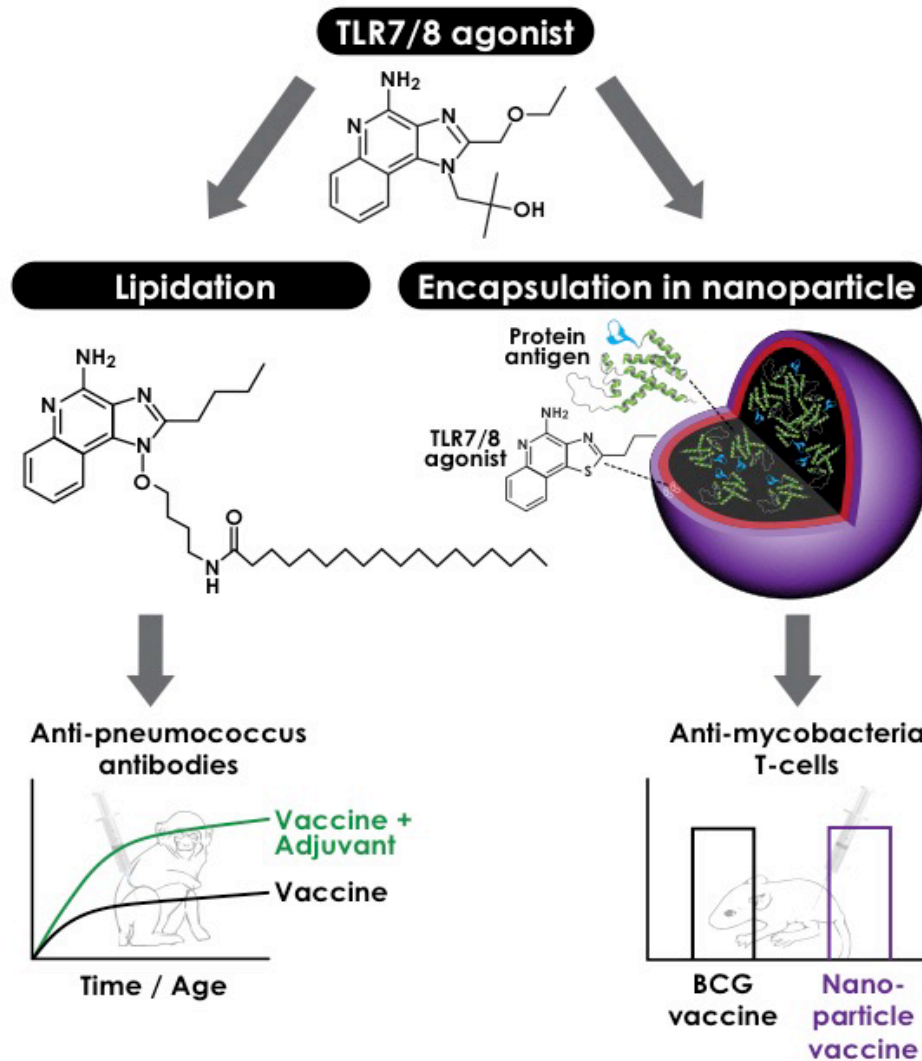 TLR7/8 agonist
NH2
N
N
O
N
OH
Lipidation
Encapsulation in nanoparticle
NH2
N
N
N
O
O
N
H
Protein
antigen
TLR7/8
agonist
NH2
N
N
S
Anti-pneumococcus
antibodies
Vaccine +
Adjuvant
Vaccine
Time / Age
Anti-mycobacteria
T-cells
BCG
vaccine
Nano-
particle
vaccine